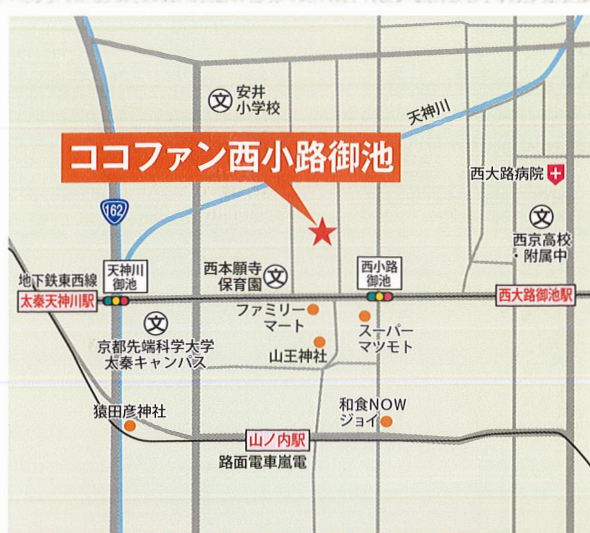 安井
小学校
天神川
ココファン西小路御池
西大路病院
162
西京高校
・附属中
地下鉄東西線
太秦天神川駅
天神川
御池
西本願寺
保育園
西小路
御池
西大路御池駅
ファミリー
マート
スーパー
マツモト
山王神社
京都先端科学大学
太秦キャンパス
猿田彦神社
和食NOW
ジョイ
山ノ内駅
路面電車嵐電
文
文
文
文